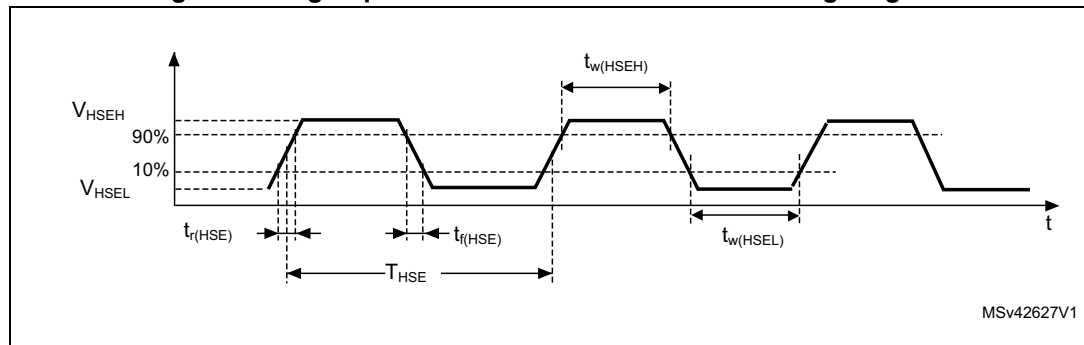 t_w(HSEH)
V_HSEH
90%
10%
V_HSEL
t_r(HSE)
t_f(HSE)
t_w(HSEL)
t
T_HSE
MSv42627V1